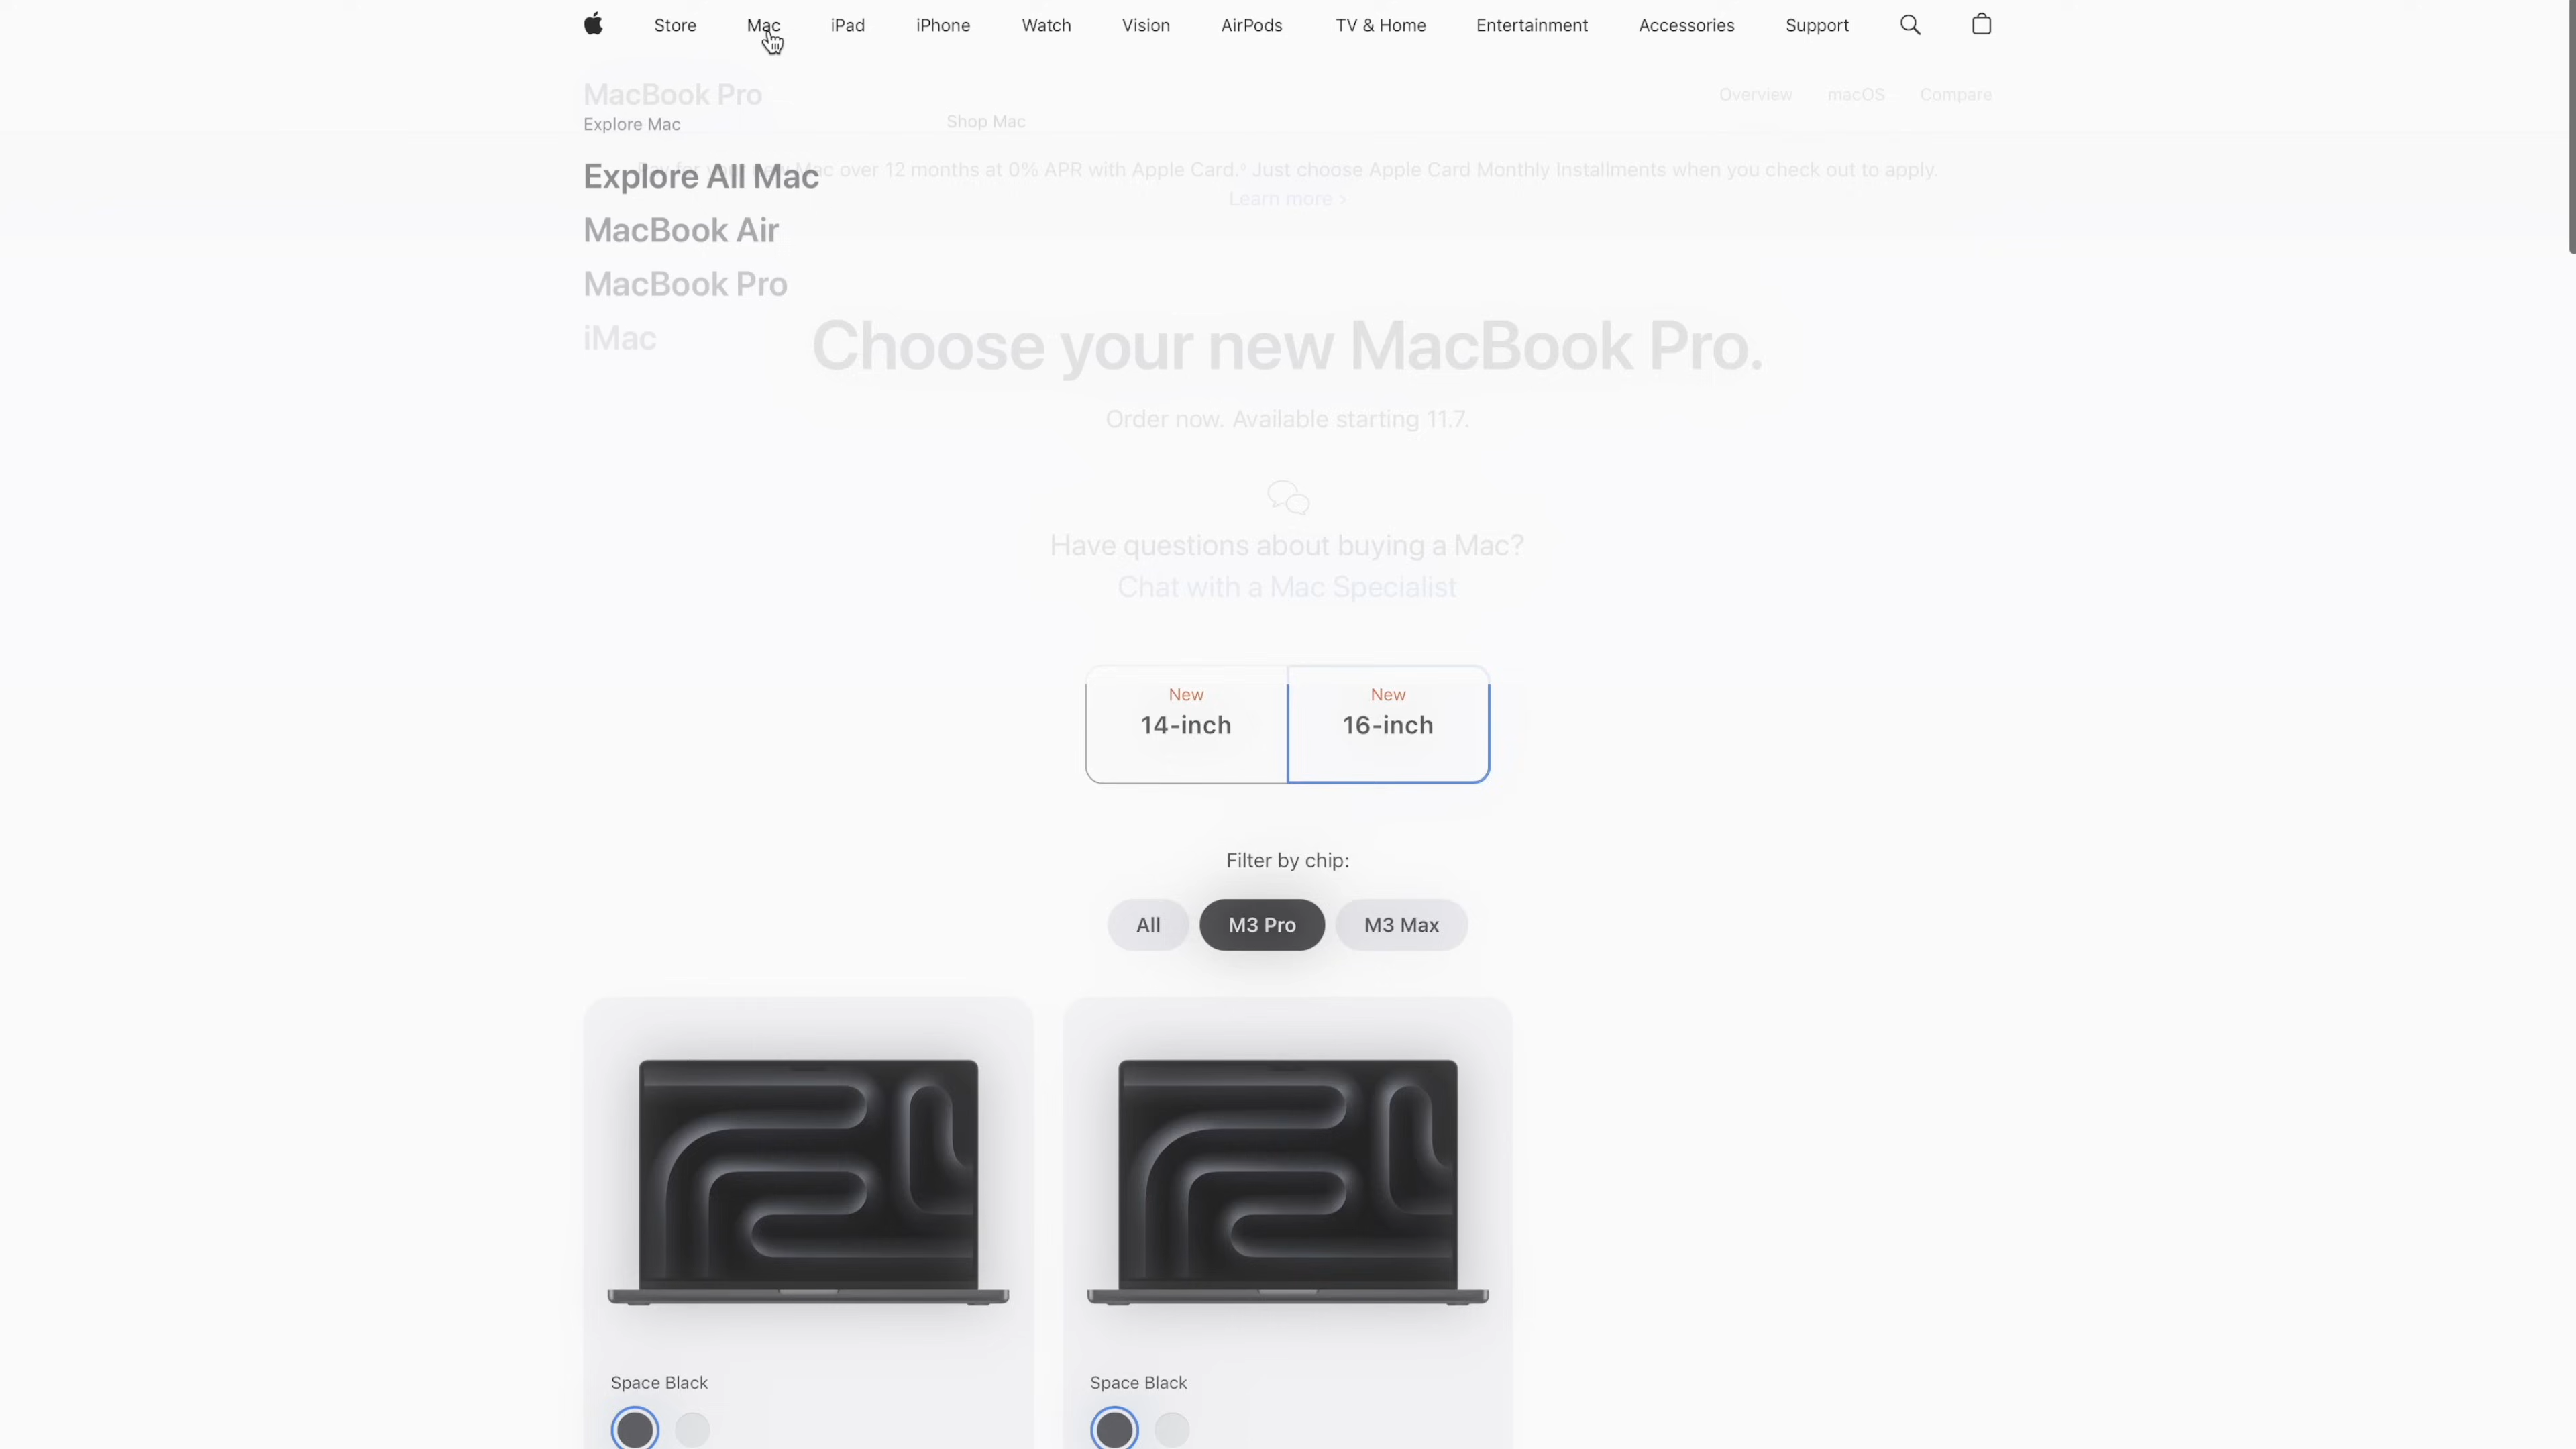 Store
Mac
iPad
iPhone
Watch
Vision
AirPods
TV & Home
Entertainment
Accessories
Support
MacBook Pro
Overview
macOS
Compare
Explore Mac
Shop Mac
Explore All Mac
MacBook Air
MacBook Pro
iMac
Mac over 12 months at 0% APR with Apple Card.◊ Just choose Apple Card Monthly Installments when you check out to apply.
Learn more >
Choose your new MacBook Pro.
Order now. Available starting 11.7.
Have questions about buying a Mac?
Chat with a Mac Specialist
New
14-inch
New
16-inch
Filter by chip:
All
M3 Pro
M3 Max
Space Black
Space Black